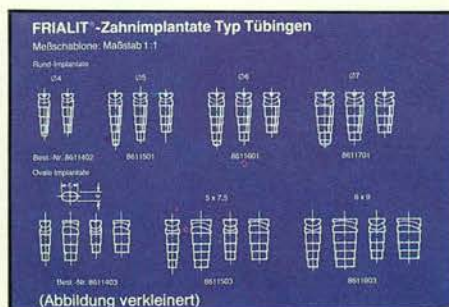 FRIALIT®-Zahnimplantate Typ Tübingen
Meßschablone: Maßstab 1:1
Rund-Implantate
Ø4 Ø5 Ø6 Ø7
Best.-Nr. 8611402 8611501 8611601 8611701
Ovale Implantate
5 x 7,5 6 x 9
Best.-Nr. 8611403 8611503 8611603
(Abbildung verkleinert)